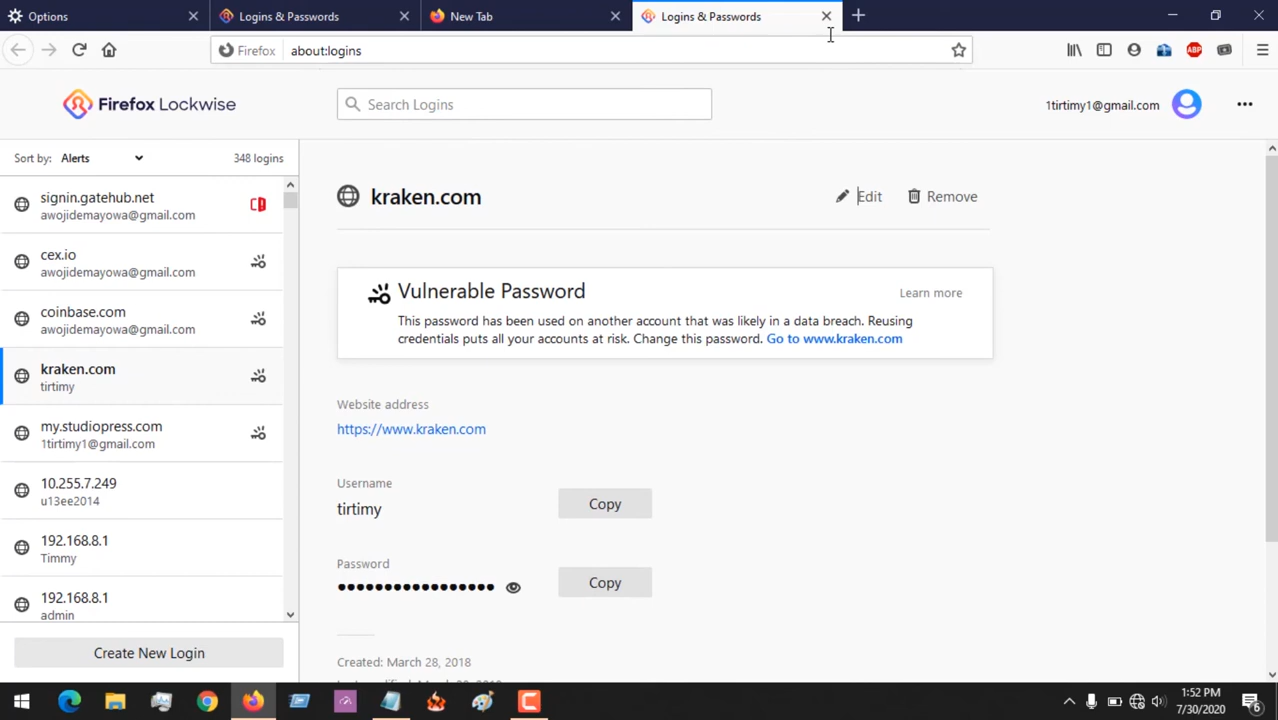 Options
Logins & Passwords
New Tab
Logins & Passwords
Firefox
about:logins
ABP
Firefox Lockwise
Search Logins
1tirtimy1@gmail.com
Sort by: Alerts
348 logins
signin.gatehub.net
awojidemayowa@gmail.com
cex.io
awojidemayowa@gmail.com
coinbase.com
awojidemayowa@gmail.com
kraken.com
tirtimy
my.studiopress.com
1tirtimy1@gmail.com
10.255.7.249
u13ee2014
192.168.8.1
Timmy
192.168.8.1
admin
Create New Login
kraken.com
Edit
Remove
Vulnerable Password
Learn more
This password has been used on another account that was likely in a data breach. Reusing
credentials puts all your accounts at risk. Change this password. Go to www.kraken.com
Website address
https://www.kraken.com
Username
tirtimy
Copy
Password
Copy
Created: March 28, 2018
1:52 PM
7/30/2020
6